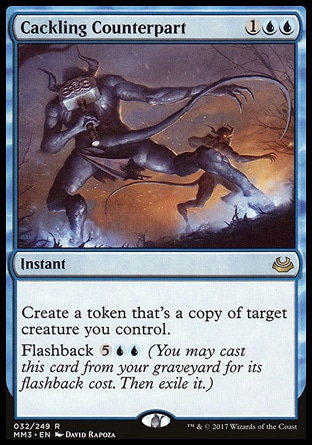 Cackling Counterpart 1
Instant
Create a token that's a copy of target
creature you control.
Flashback 5 (You may cast
this card from your graveyard for its
flashback cost. Then exile it.)
032/249 R
MM3 • EN DAVID RAPOZA
™ & © 2017 Wizards of the Coast